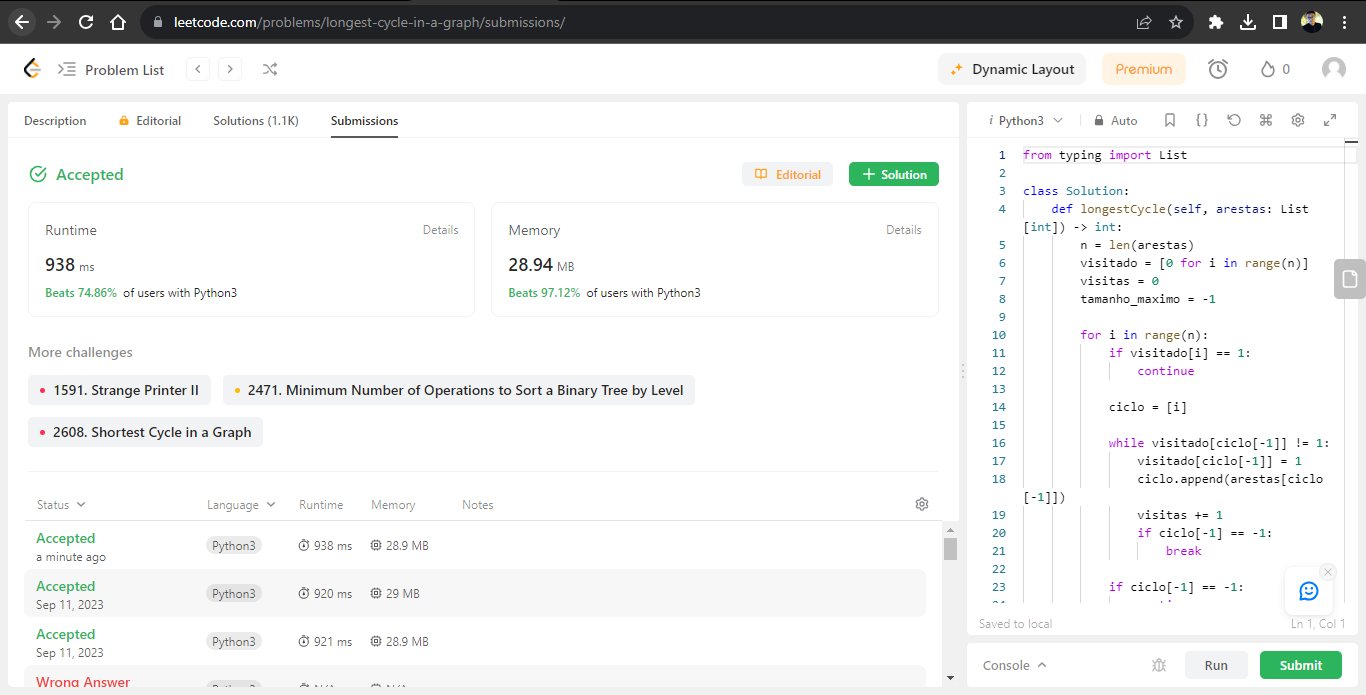 leetcode.com/problems/longest-cycle-in-a-graph/submissions/
Problem List
Dynamic Layout
Premium
0
Description
Editorial
Solutions (1.1K)
Submissions
Accepted
Editorial
Solution
Runtime
Details
938 ms
Beats 74.86% of users with Python3
Memory
Details
28.94 MB
Beats 97.12% of users with Python3
More challenges
1591. Strange Printer II
2471. Minimum Number of Operations to Sort a Binary Tree by Level
2608. Shortest Cycle in a Graph
Status Language Runtime Memory Notes
Accepted
a minute ago
Python3 938 ms 28.9 MB
Accepted
Sep 11, 2023
Python3 920 ms 29 MB
Accepted
Sep 11, 2023
Python3 921 ms 28.9 MB
Wrong Answer
i Python3
Auto
1 from typing import List
2
3 class Solution:
4 def longestCycle(self, arestas: List
[int]) -> int:
5 n = len(arestas)
6 visitado = [0 for i in range(n)]
7 visitas = 0
8 tamanho_maximo = -1
9
10 for i in range(n):
11 if visitado[i] == 1:
12 continue
13
14 ciclo = [i]
15
16 while visitado[ciclo[-1]] != 1:
17 visitado[ciclo[-1]] = 1
18 ciclo.append(arestas[ciclo
[-1]])
19 visitas += 1
20 if ciclo[-1] == -1:
21 break
22
23 if ciclo[-1] == -1:
Saved to local
Ln 1, Col 1
Console
Run
Submit